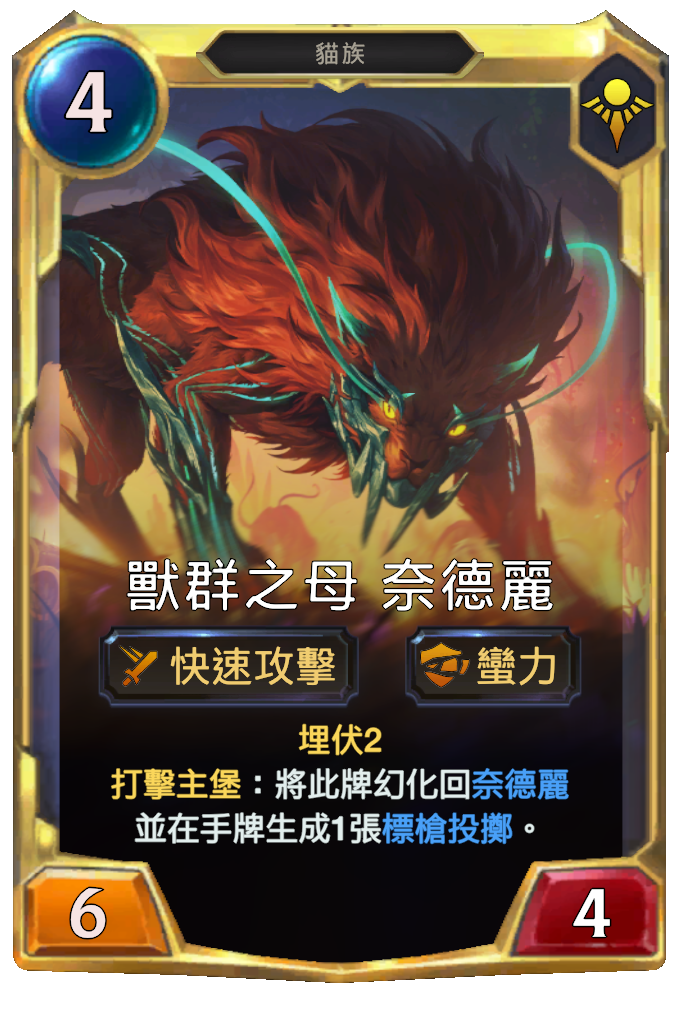 貓族
4
獸群之母 奈德麗
快速攻擊 蠻力
埋伏2
打擊主堡：將此牌幻化回奈德麗
並在手牌生成1張標槍投擲。
6 4